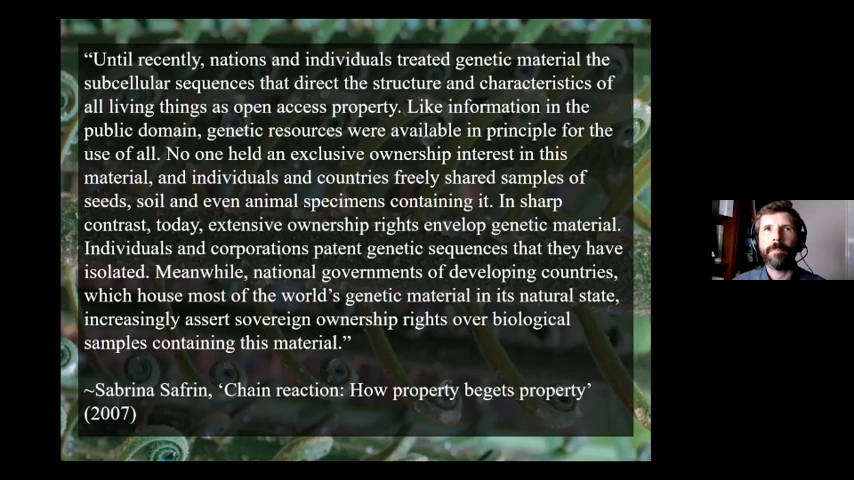 “Until recently, nations and individuals treated genetic material the
subcellular sequences that direct the structure and characteristics of
all living things as open access property. Like information in the
public domain, genetic resources were available in principle for the
use of all. No one held an exclusive ownership interest in this
material, and individuals and countries freely shared samples of
seeds, soil and even animal specimens containing it. In sharp
contrast, today, extensive ownership rights envelop genetic material.
Individuals and corporations patent genetic sequences that they have
isolated. Meanwhile, national governments of developing countries,
which house most of the world’s genetic material in its natural state,
increasingly assert sovereign ownership rights over biological
samples containing this material.”
~Sabrina Safrin, ‘Chain reaction: How property begets property’
(2007)